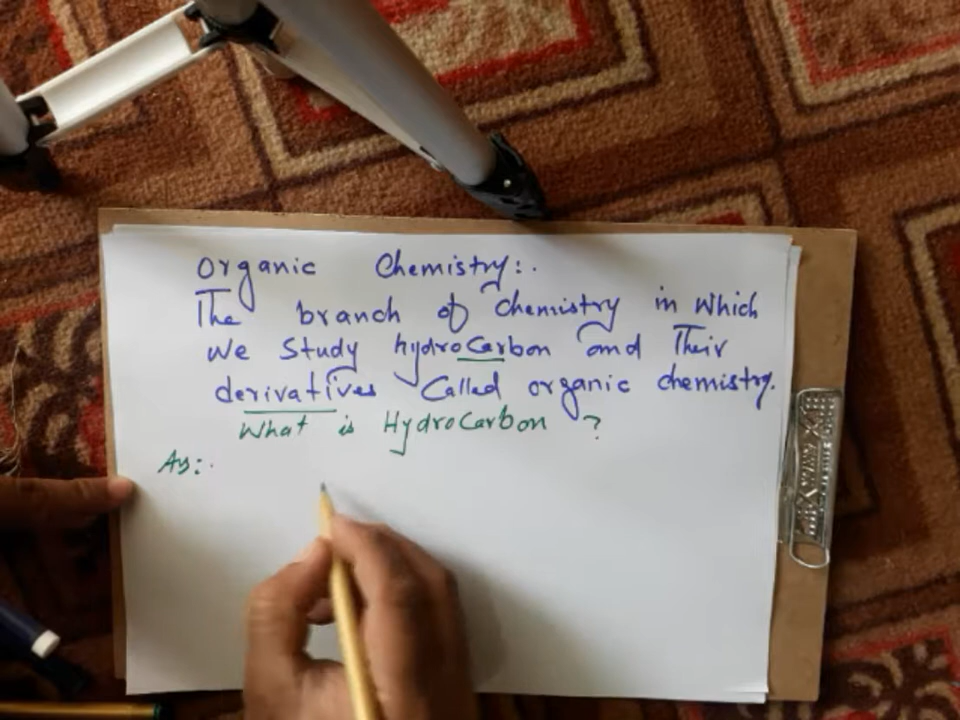 Organic Chemistry:.
The branch of chemistry in which
we study hydrocarbon and Their
derivatives Called organic chemistry.
What is HydroCarbon ?
As:.